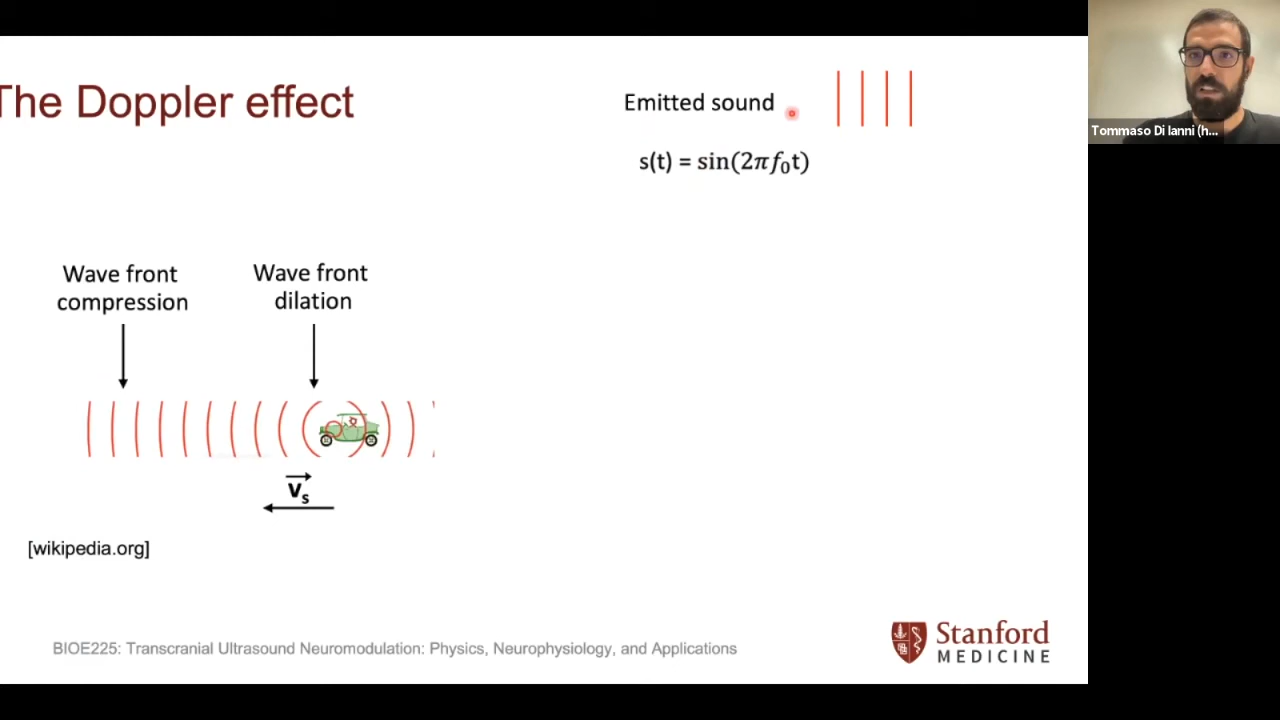 The Doppler effect
Emitted sound
s(t) = sin(2πf₀t)
Wave front
compression
Wave front
dilation
v⃗ₛ
[wikipedia.org]
BIOE225: Transcranial Ultrasound Neuromodulation: Physics, Neurophysiology, and Applications
Stanford
MEDICINE
Tommaso Di Ianni (h...